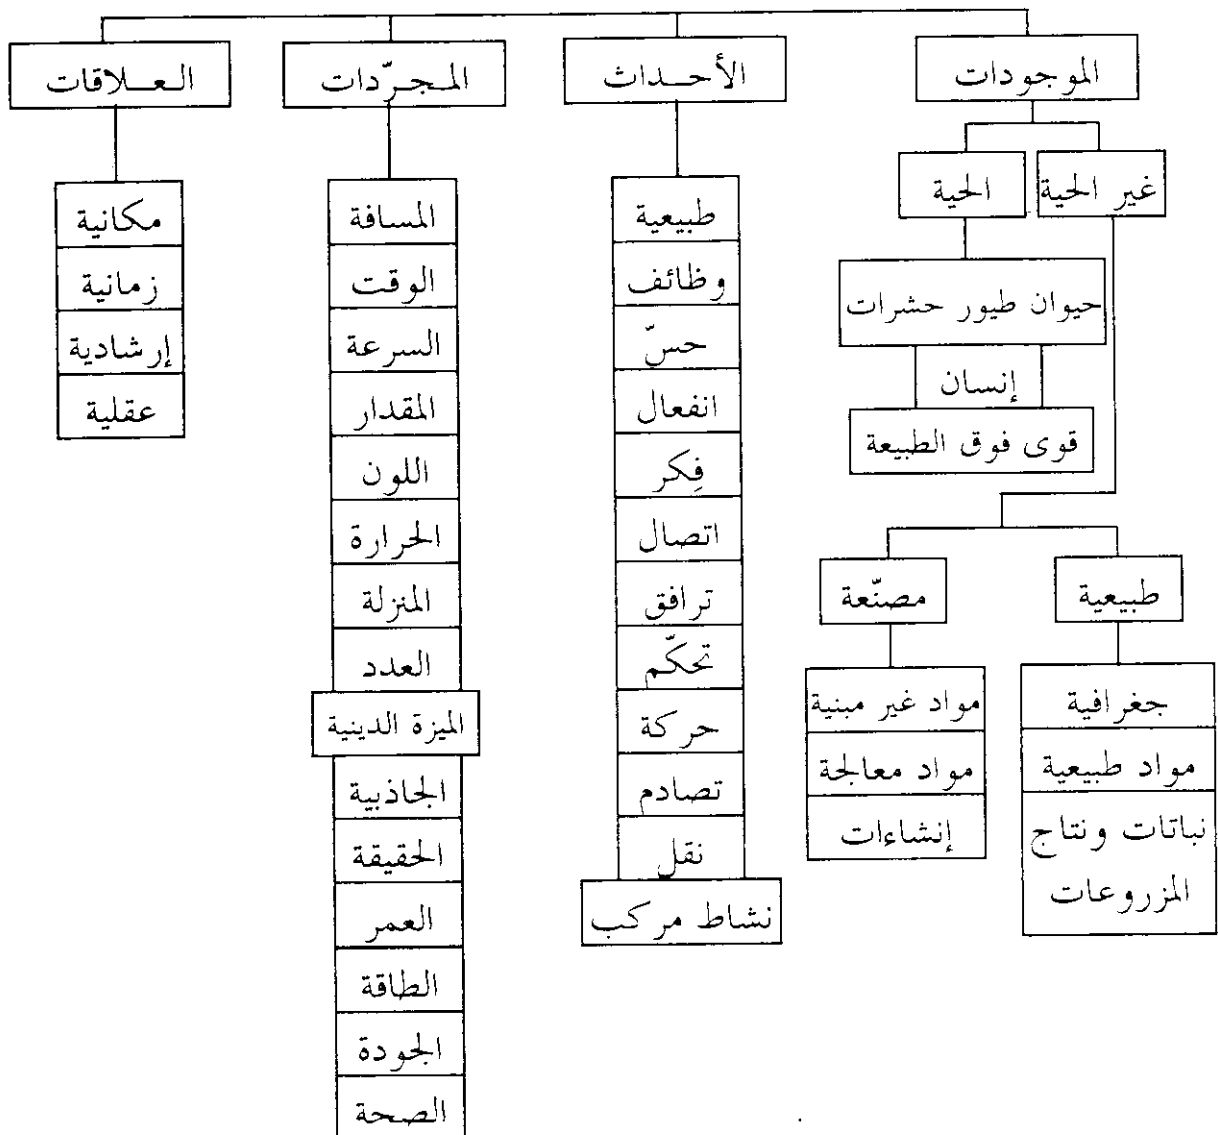 الموجودات
الأحداث
المجرّدات
العلاقات
غير الحية
الحية
حيوان طيور حشرات
إنسان
قوى فوق الطبيعة
طبيعية
مصنّعة
جغرافية
مواد طبيعية
نباتات ونتاج
المزروعات
مواد غير مبنية
مواد معالجة
إنشاءات
طبيعية
وظائف
حسّ
انفعال
فِكر
اتصال
ترافق
تحكّم
حركة
تصادم
نقل
نشاط مركب
المسافة
الوقت
السرعة
المقدار
اللون
الحرارة
المنزلة
العدد
الميزة الدينية
الجاذبية
الحقيقة
العمر
الطاقة
الجودة
الصحة
مكانية
زمانية
إرشادية
عقلية